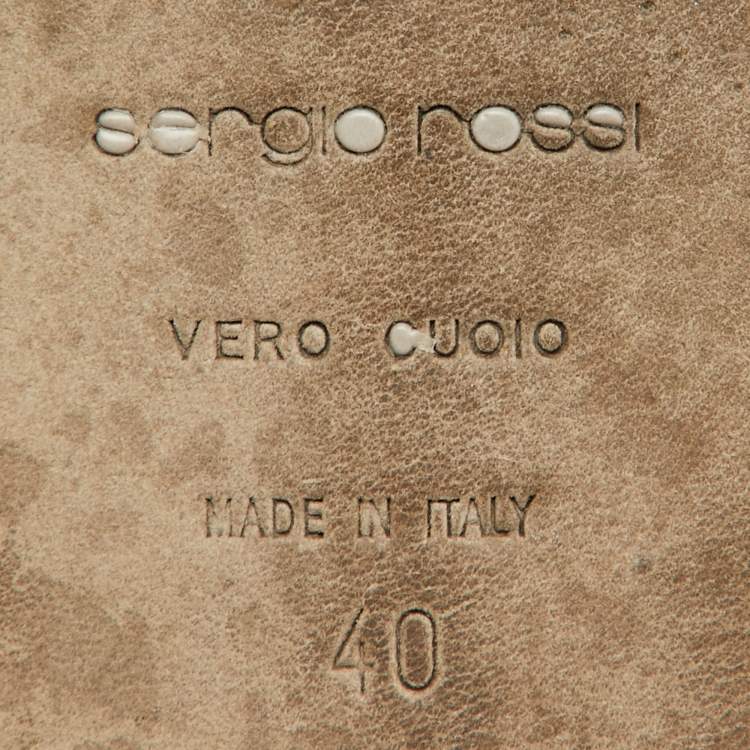 sergio rossi
VERO CUOIO
MADE IN ITALY
40